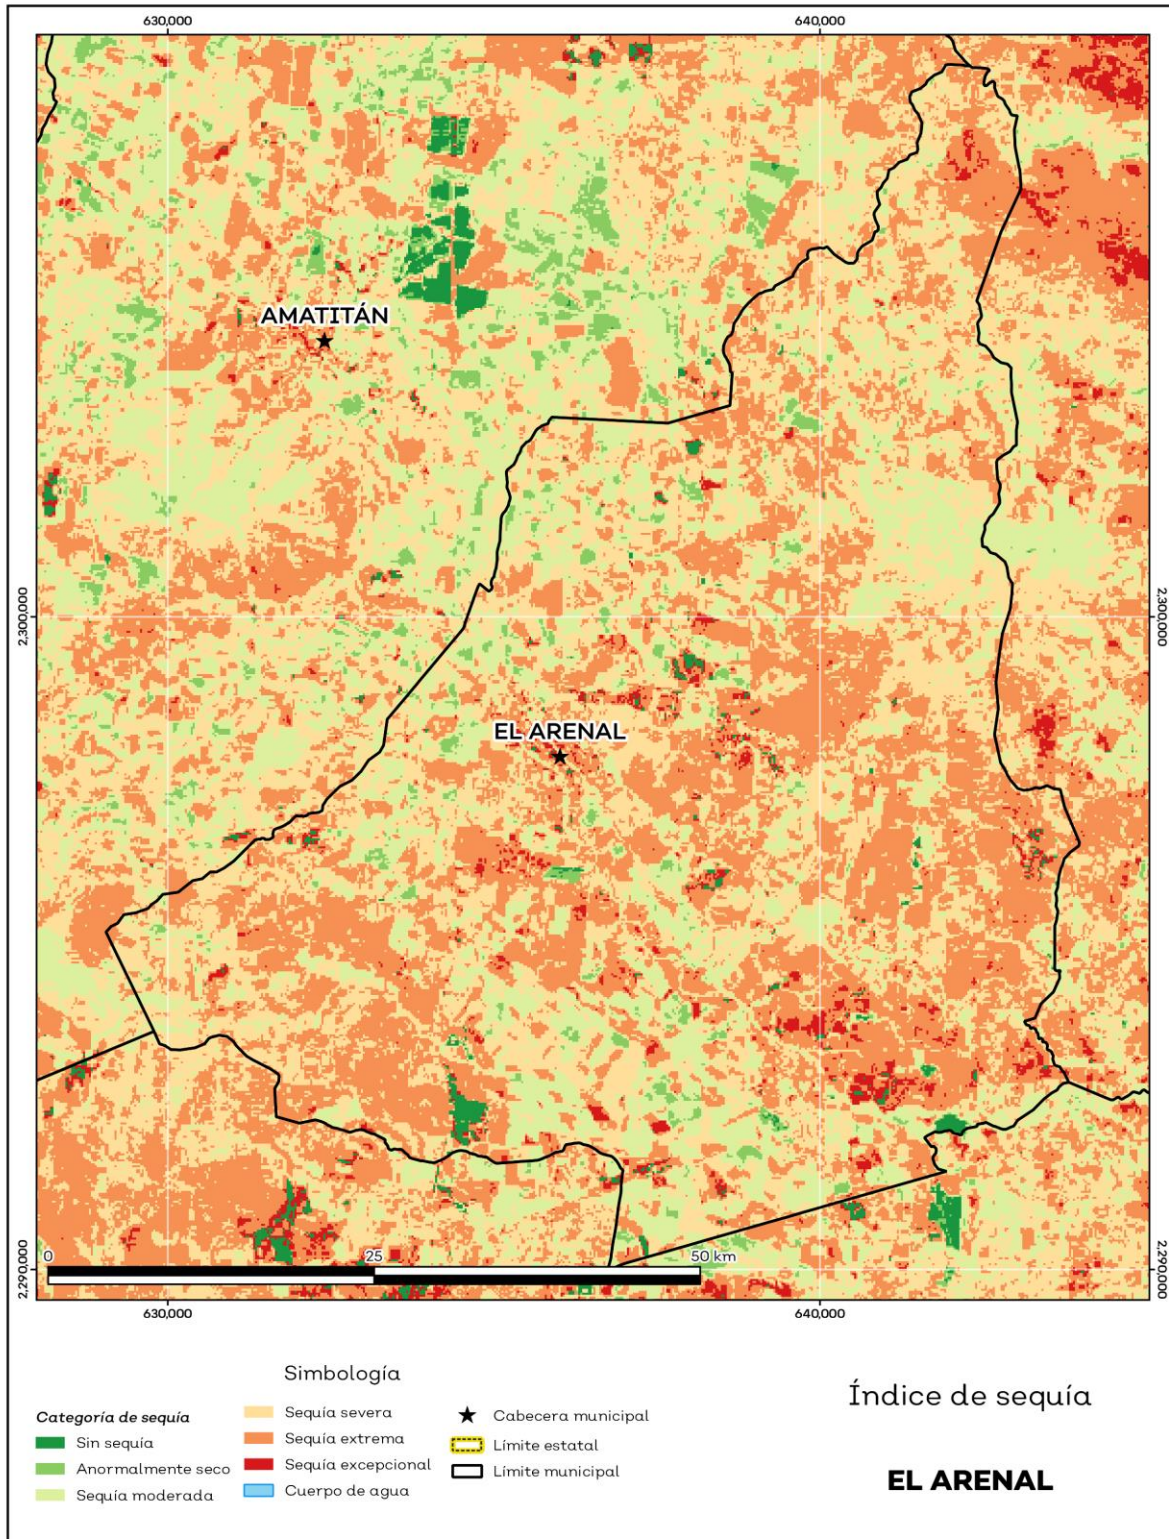 630,000
640,000
AMATITÁN
2,300,000
2,300,000
EL ARENAL
0
25
50 km
2,290,000
2,290,000
630,000
640,000
Simbología
Categoría de sequía
Sin sequía
Anormalmente seco
Sequía moderada
Sequía severa
Sequía extrema
Sequía excepcional
Cuerpo de agua
Cabecera municipal
Límite estatal
Límite municipal
Índice de sequía
EL ARENAL